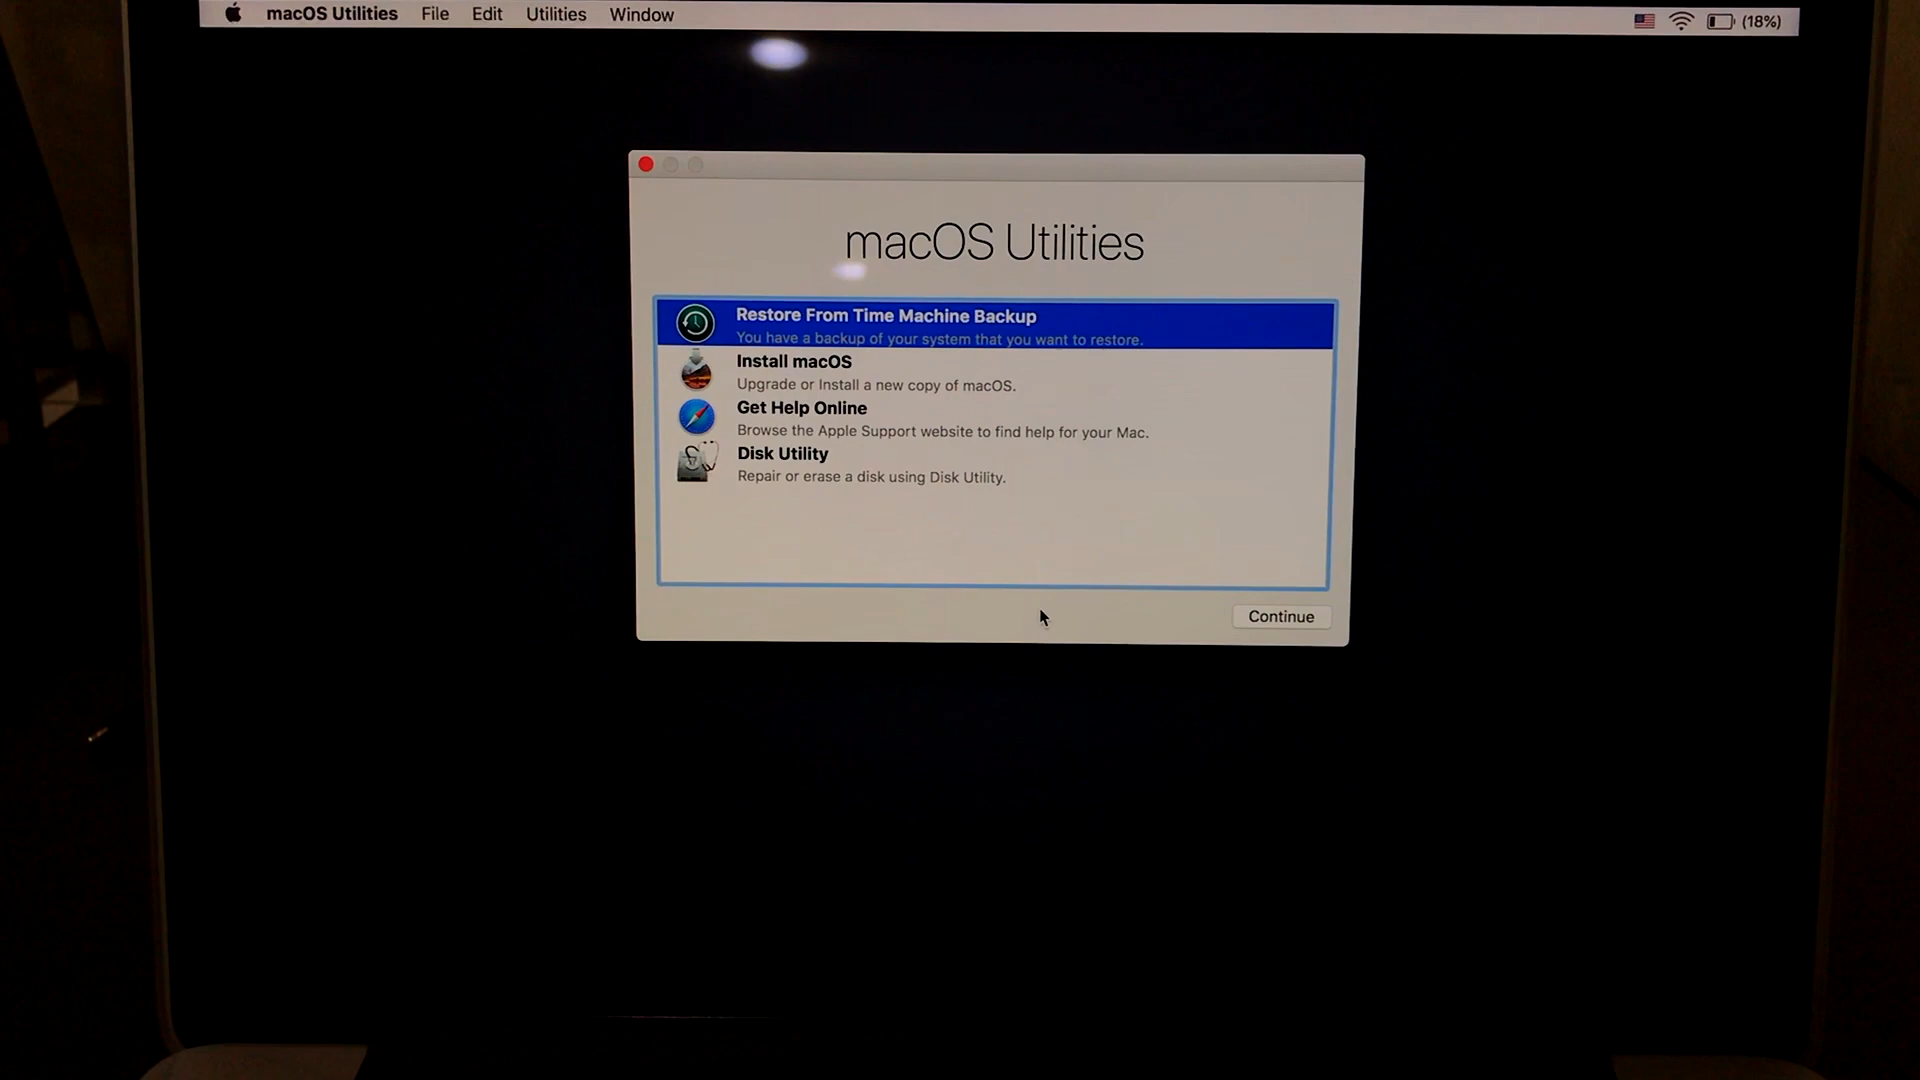 macOS Utilities File Edit Utilities Window (18%)
macOS Utilities
Restore From Time Machine Backup
You have a backup of your system that you want to restore.
Install macOS
Upgrade or Install a new copy of macOS.
Get Help Online
Browse the Apple Support website to find help for your Mac.
Disk Utility
Repair or erase a disk using Disk Utility.
Continue